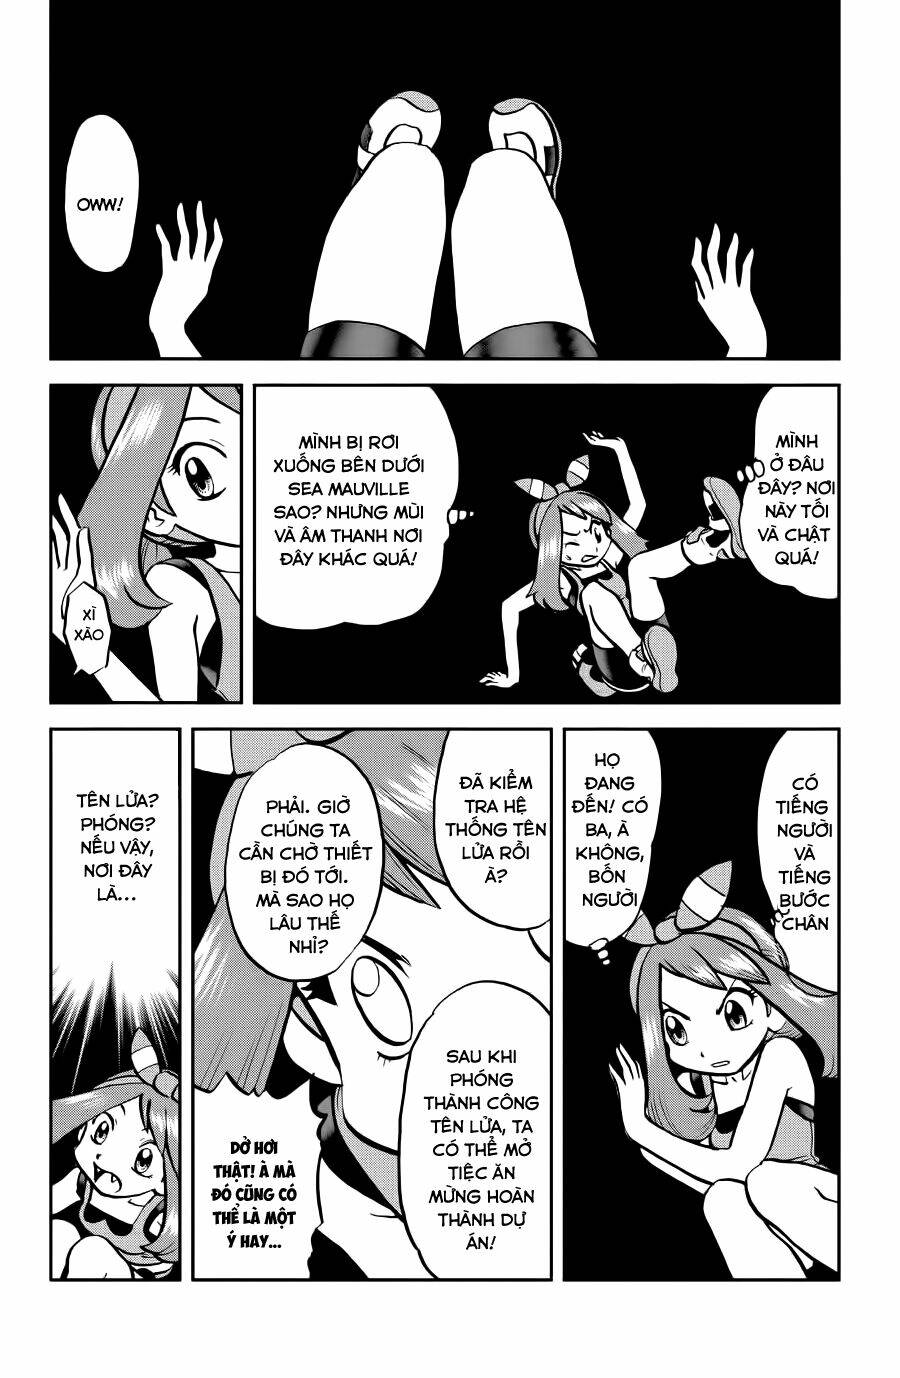 OWW!
MÌNH
Ở ĐÂU
ĐÂY? NƠI
NÀY TỐI
VÀ CHẬT
QUÁ!
MÌNH BỊ RƠI
XUỐNG BÊN DƯỚI
SEA MAUVILLE
SAO? NHƯNG MÙI
VÀ ÂM THANH NƠI
ĐÂY KHÁC QUÁ!
XÌ
XÀO
CÓ
TIẾNG
NGƯỜI
VÀ
TIẾNG
BƯỚC
CHÂN
HỌ
ĐANG
ĐẾN! CÓ
BA, À
KHÔNG,
BỐN
NGƯỜI
ĐÃ KIỂM
TRA HỆ
THỐNG TÊN
LỬA RỒI
À?
PHẢI. GIỜ
CHÚNG TA
CẦN CHỜ THIẾT
BỊ ĐÓ TỚI.
MÀ SAO HỌ
LÂU THẾ
NHỈ?
SAU KHI
PHÓNG
THÀNH CÔNG
TÊN LỬA, TA
CÓ THỂ MỞ
TIỆC ĂN
MỪNG HOÀN
THÀNH DỰ
ÁN!
DỞ HƠI
THẬT! À MÀ
ĐÓ CŨNG CÓ
THỂ LÀ MỘT
Ý HAY...
TÊN LỬA?
PHÓNG?
NẾU VẬY,
NƠI ĐÂY
LÀ...